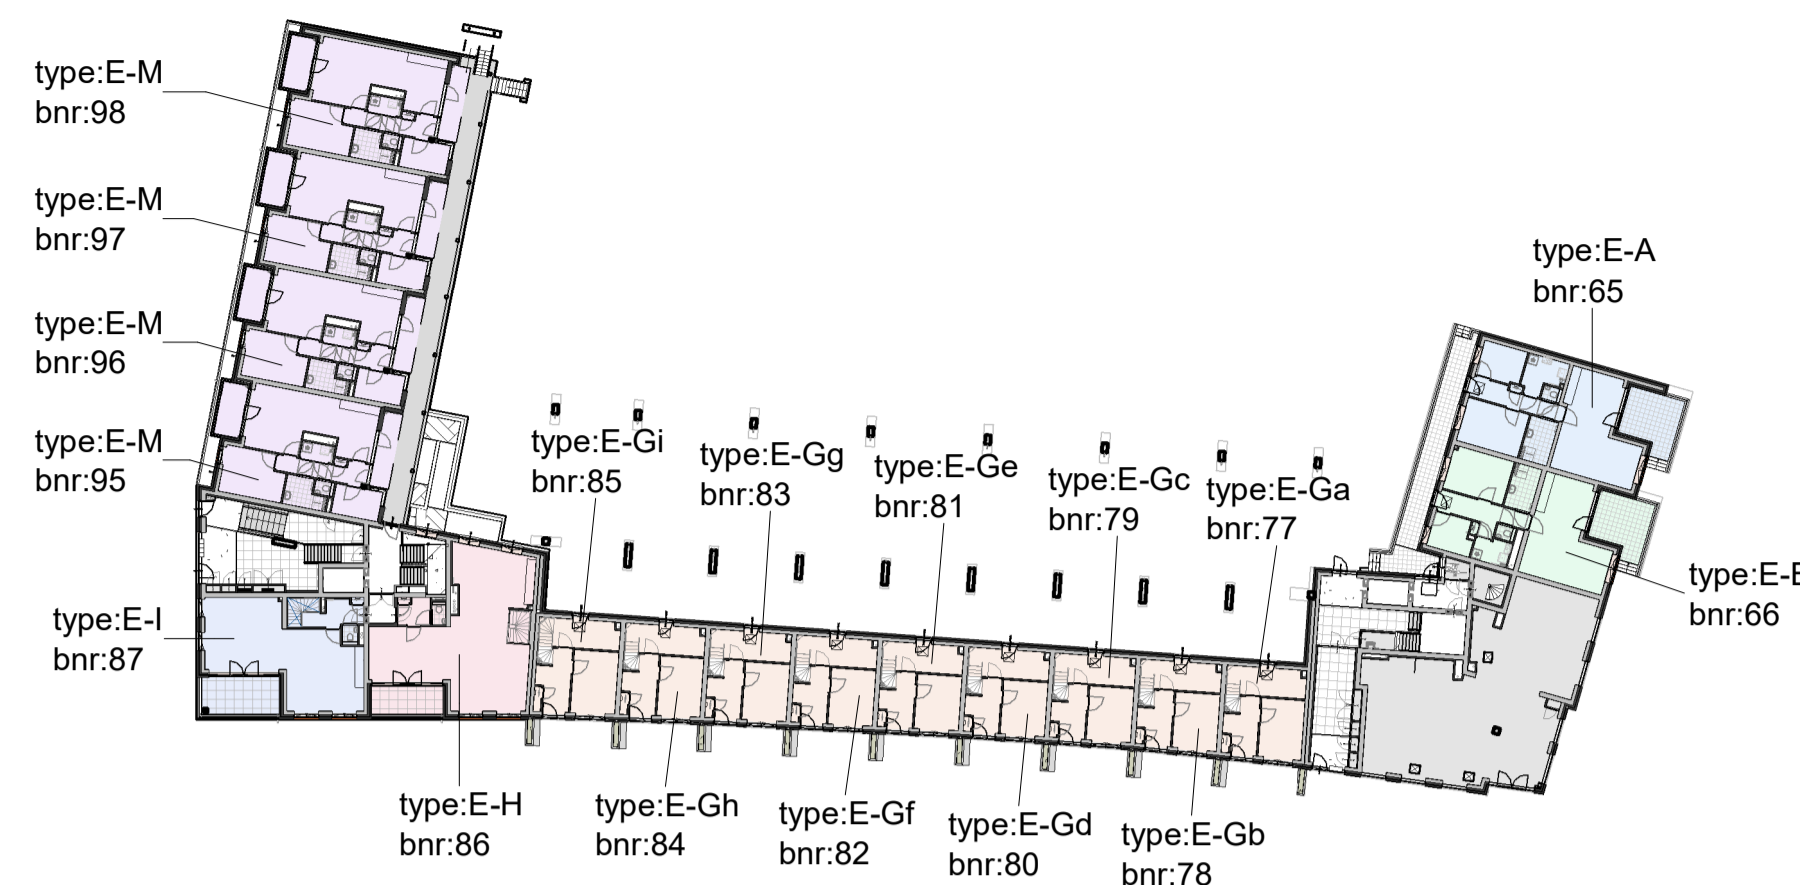 type:E-M
bnr:98
type:E-M
bnr:97
type:E-M
bnr:96
type:E-M
bnr:95
type:E-I
bnr:87
type:E-H
bnr:86
type:E-Gi
bnr:85
type:E-Gh
bnr:84
type:E-Gg
bnr:83
type:E-Gf
bnr:82
type:E-Ge
bnr:81
type:E-Gd
bnr:80
type:E-Gc
bnr:79
type:E-Gb
bnr:78
type:E-Ga
bnr:77
type:E-A
bnr:65
type:E-B
bnr:66